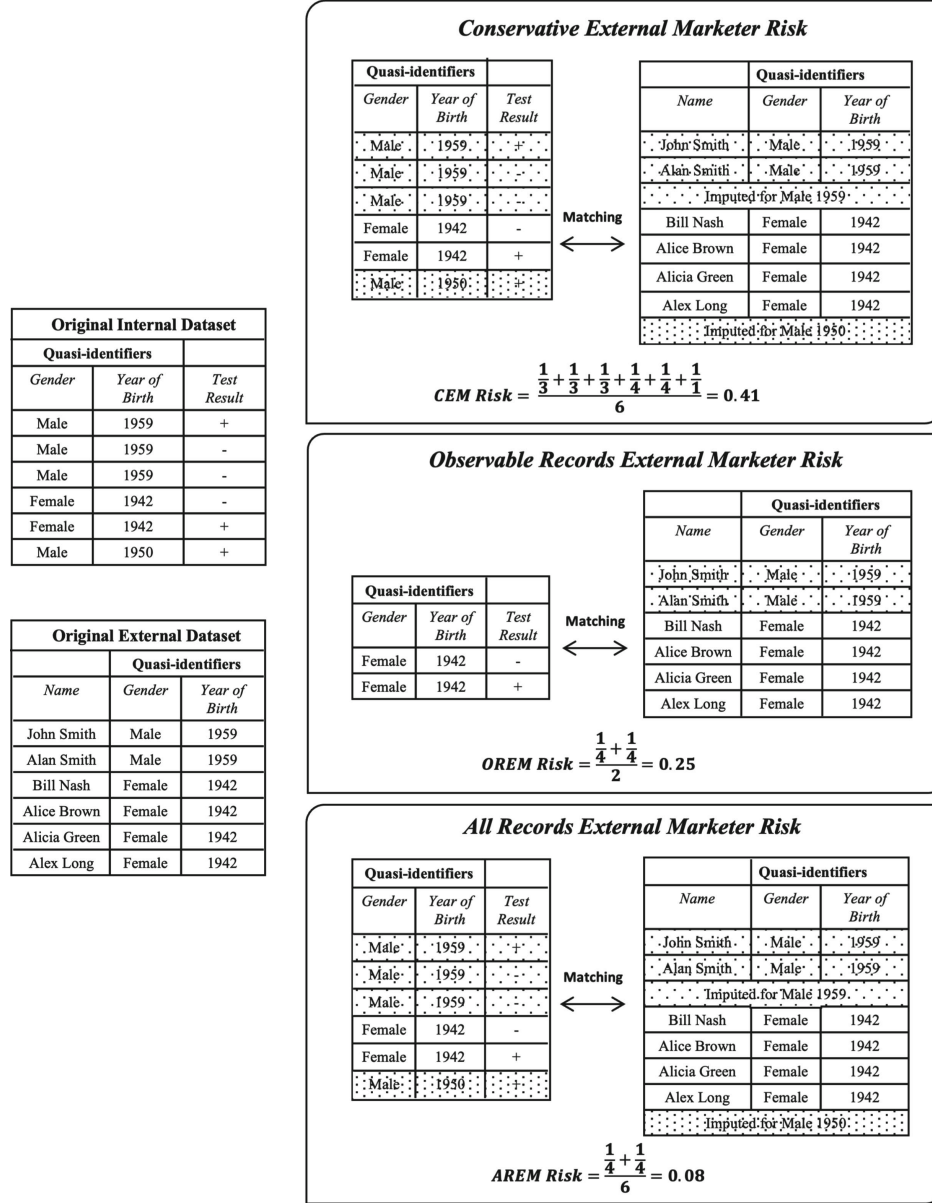 Original Internal Dataset
Quasi-identifiers
Gender Year of Birth Test Result
Male 1959 +
Male 1959 -
Male 1959 -
Female 1942 -
Female 1942 +
Male 1950 +
Original External Dataset
Quasi-identifiers
Name Gender Year of Birth
John Smith Male 1959
Alan Smith Male 1959
Bill Nash Female 1942
Alice Brown Female 1942
Alicia Green Female 1942
Alex Long Female 1942
Conservative External Marketer Risk
Quasi-identifiers
Gender Year of Birth Test Result
Male 1959 +
Male 1959 -
Male 1959 -
Female 1942 -
Female 1942 +
Male 1950 +
Matching
Quasi-identifiers
Name Gender Year of Birth
John Smith Male 1959
Alan Smith Male 1959
Imputed for Male 1959
Bill Nash Female 1942
Alice Brown Female 1942
Alicia Green Female 1942
Alex Long Female 1942
Imputed for Male 1950
CEM Risk = (1/3 + 1/3 + 1/3 + 1/4 + 1/4 + 1/1) / 6 = 0.41
Observable Records External Marketer Risk
Quasi-identifiers
Gender Year of Birth Test Result
Female 1942 -
Female 1942 +
Matching
Quasi-identifiers
Name Gender Year of Birth
John Smith Male 1959
Alan Smith Male 1959
Bill Nash Female 1942
Alice Brown Female 1942
Alicia Green Female 1942
Alex Long Female 1942
OREM Risk = (1/4 + 1/4) / 2 = 0.25
All Records External Marketer Risk
Quasi-identifiers
Gender Year of Birth Test Result
Male 1959 +
Male 1959 -
Male 1959 -
Female 1942 -
Female 1942 +
Male 1950 +
Matching
Quasi-identifiers
Name Gender Year of Birth
John Smith Male 1959
Alan Smith Male 1959
Imputed for Male 1959
Bill Nash Female 1942
Alice Brown Female 1942
Alicia Green Female 1942
Alex Long Female 1942
Imputed for Male 1950
AREM Risk = (1/4 + 1/4) / 6 = 0.08